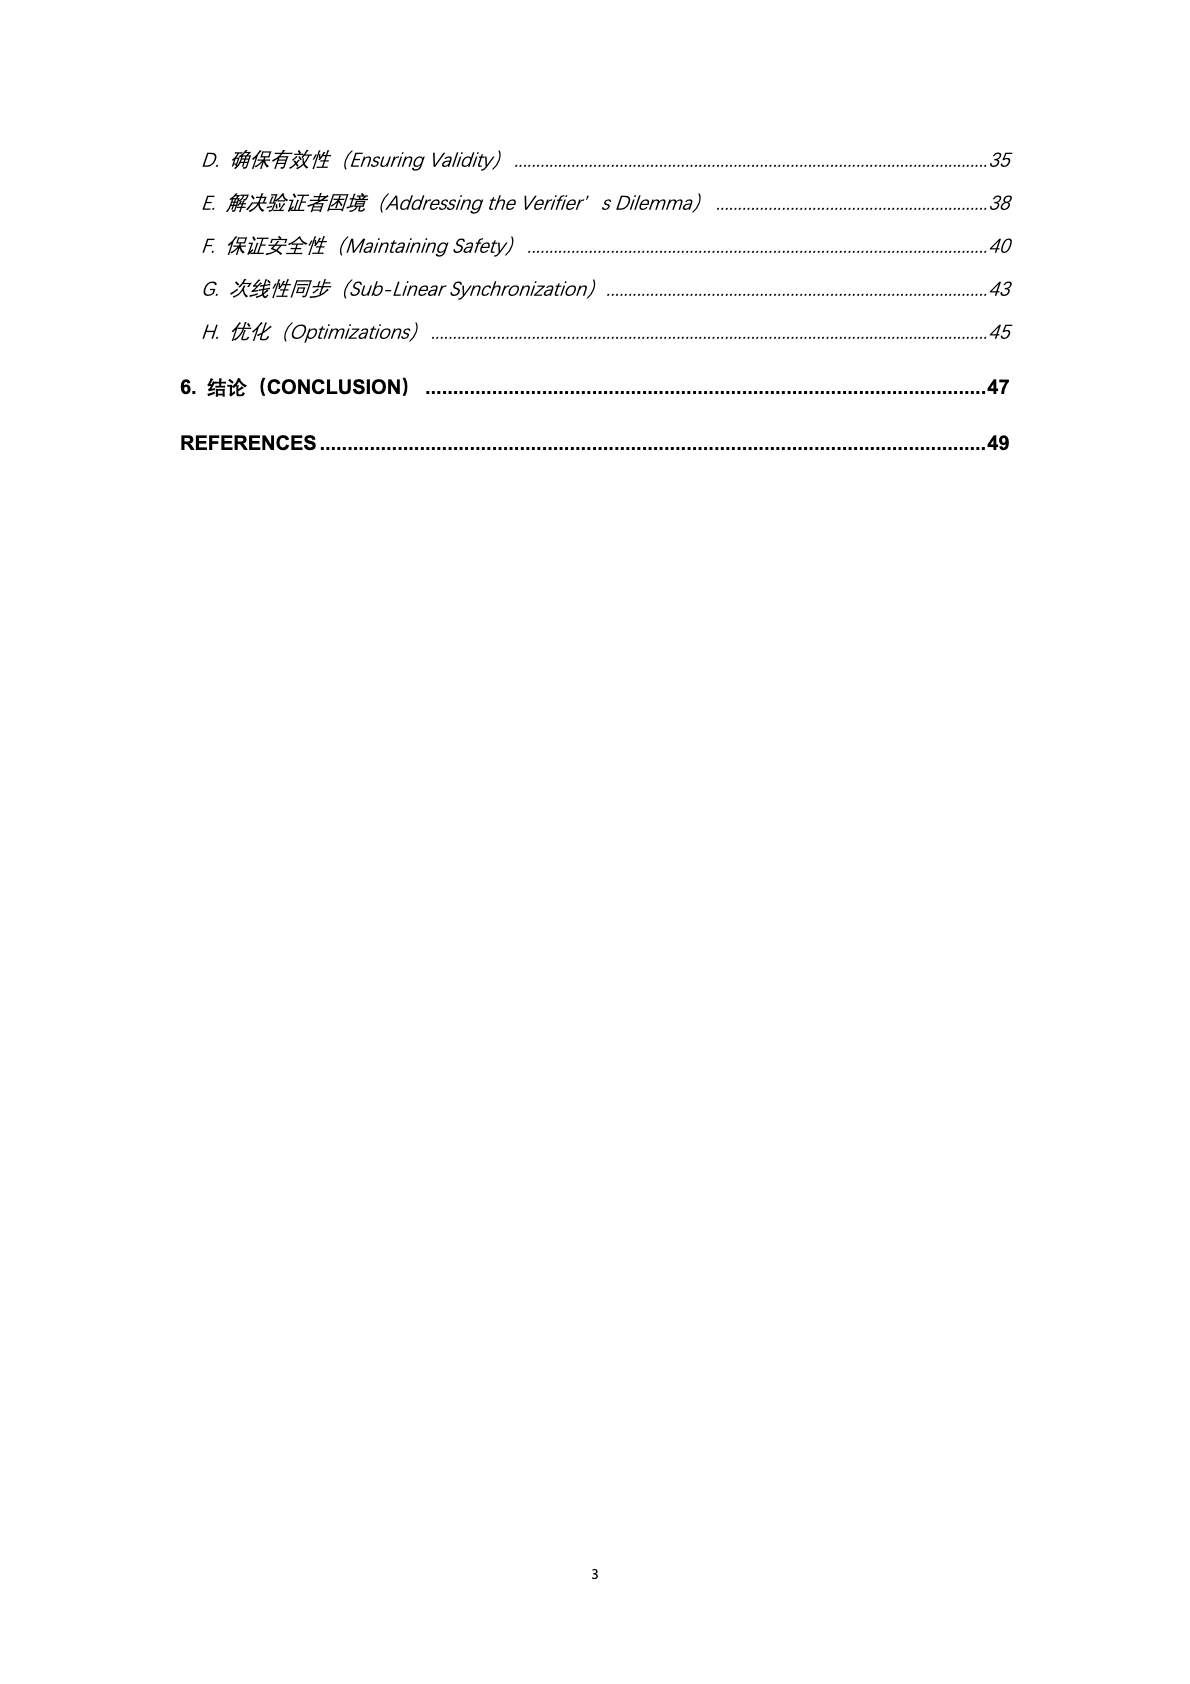 D. 确保有效性（Ensuring Validity） ............................................................................................................35
E. 解决验证者困境（Addressing the Verifier’s Dilemma） ..............................................................38
F. 保证安全性（Maintaining Safety） .........................................................................................................40
G. 次线性同步（Sub-Linear Synchronization） .......................................................................................43
H. 优化（Optimizations） ...............................................................................................................................45
6. 结论（CONCLUSION） .....................................................................................................47
REFERENCES ........................................................................................................................49
3